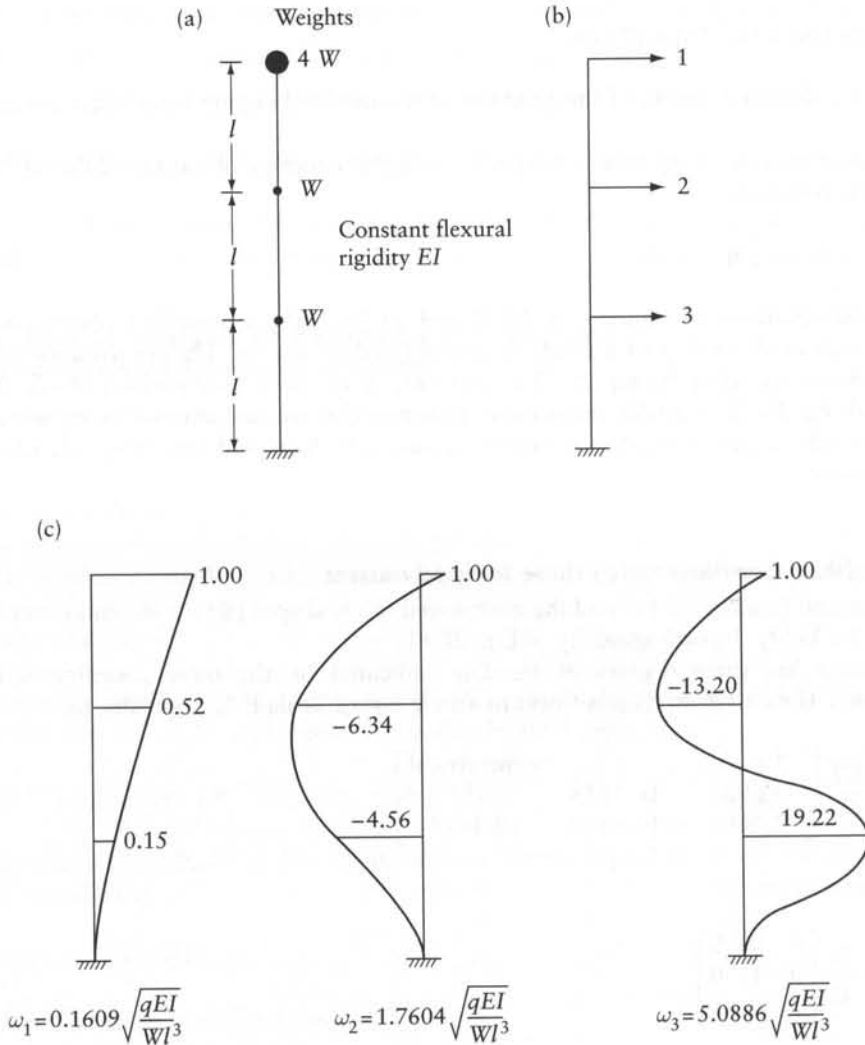 (a) Weights
4 W
l
W
l
Constant flexural
rigidity EI
W
l
(b)
1
2
3
(c)
1.00
0.52
0.15
1.00
−6.34
−4.56
1.00
−13.20
19.22
ω₁=0.1609√(qEI/Wl³)
ω₂=1.7604√(qEI/Wl³)
ω₃=5.0886√(qEI/Wl³)